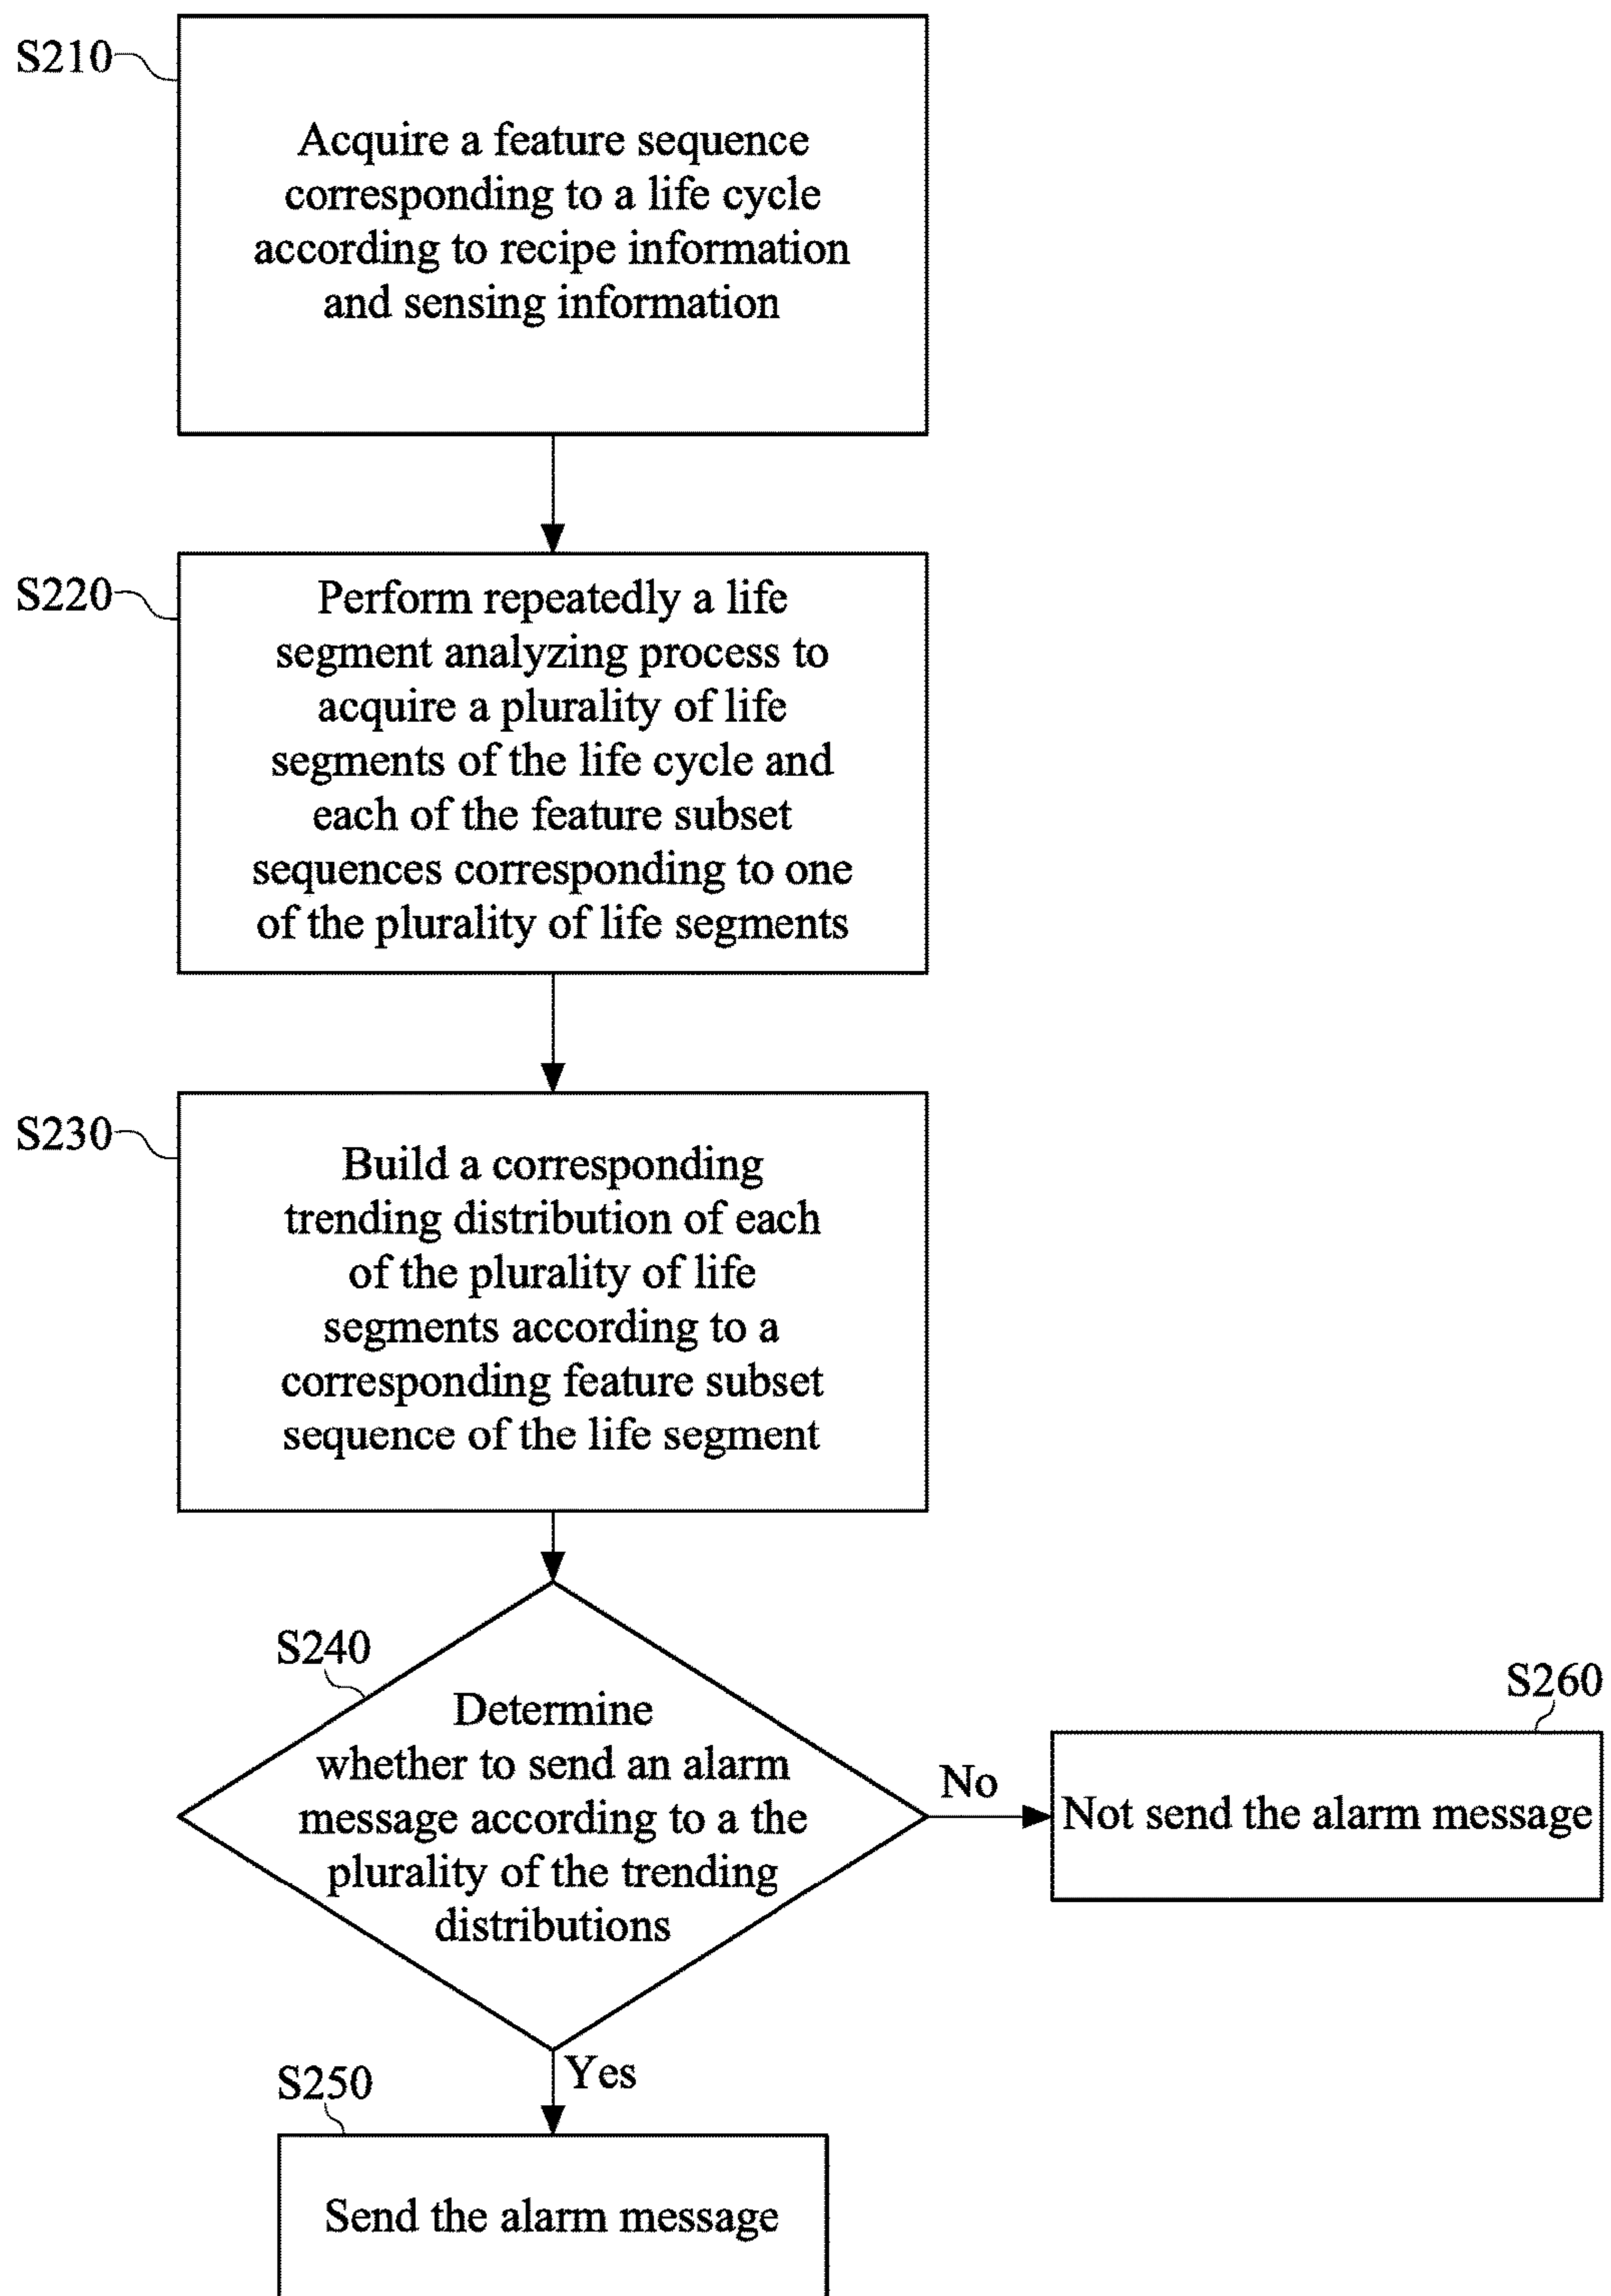 S210
Acquire a feature sequence
corresponding to a life cycle
according to recipe information
and sensing information
S220
Perform repeatedly a life
segment analyzing process to
acquire a plurality of life
segments of the life cycle and
each of the feature subset
sequences corresponding to one
of the plurality of life segments
S230
Build a corresponding
trending distribution of each
of the plurality of life
segments according to a
corresponding feature subset
sequence of the life segment
S240
Determine
whether to send an alarm
message according to a the
plurality of the trending
distributions
No
S260
Not send the alarm message
Yes
S250
Send the alarm message